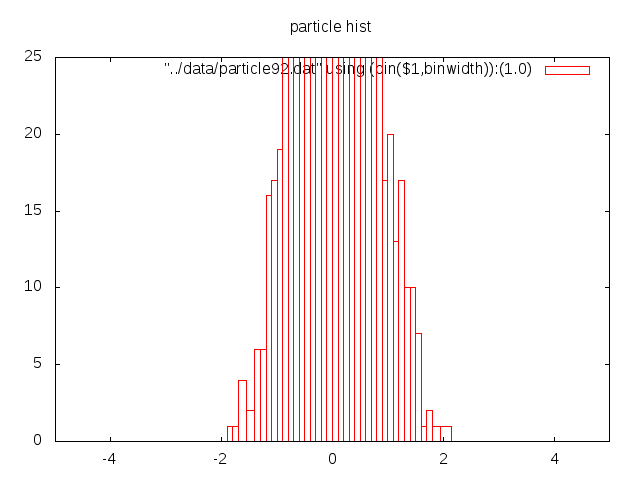 particle hist
25
"../data/particle92.dat" using (bin($1,binwidth)):(1.0)
20
15
10
5
0
-4 -2 0 2 4